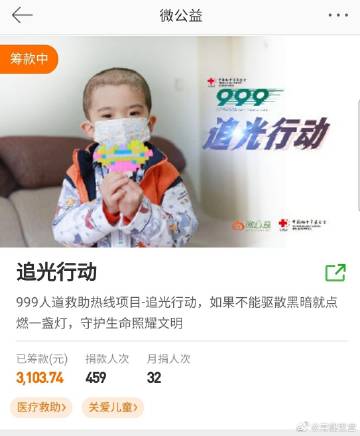 微公益
筹款中
999
追光行动
微公益
追光行动
999人道救助热线项目-追光行动，如果不能驱散黑暗就点
燃一盏灯，守护生命照耀文明
已筹款(元)
捐款人次
月捐人次
3,103.74
459
32
医疗救助>
关爱儿童>